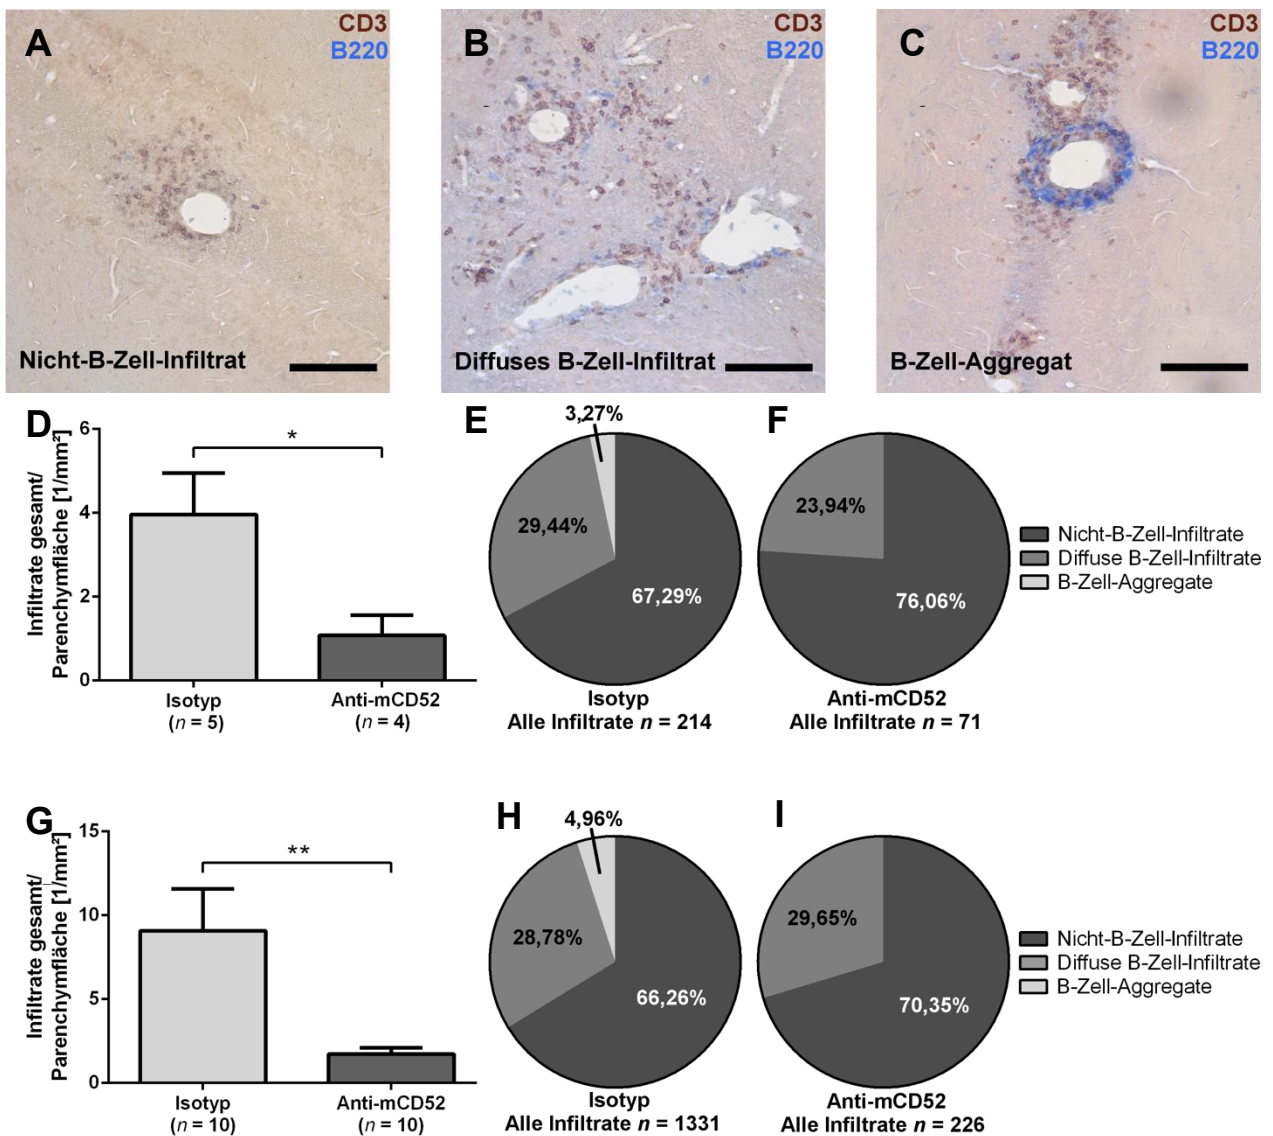 A
CD3
B220
Nicht-B-Zell-Infiltrat
B
CD3
B220
Diffuses B-Zell-Infiltrat
C
CD3
B220
B-Zell-Aggregat
D
Infiltrate gesamt/
Parenchymfläche [1/mm²]
6
4
2
0
*
Isotyp
(n = 5)
Anti-mCD52
(n = 4)
E
3,27%
29,44%
67,29%
Isotyp
Alle Infiltrate n = 214
F
23,94%
76,06%
Anti-mCD52
Alle Infiltrate n = 71
Nicht-B-Zell-Infiltrate
Diffuse B-Zell-Infiltrate
B-Zell-Aggregate
G
Infiltrate gesamt/
Parenchymfläche [1/mm²]
15
10
5
0
**
Isotyp
(n = 10)
Anti-mCD52
(n = 10)
H
4,96%
28,78%
66,26%
Isotyp
Alle Infiltrate n = 1331
I
29,65%
70,35%
Anti-mCD52
Alle Infiltrate n = 226
Nicht-B-Zell-Infiltrate
Diffuse B-Zell-Infiltrate
B-Zell-Aggregate